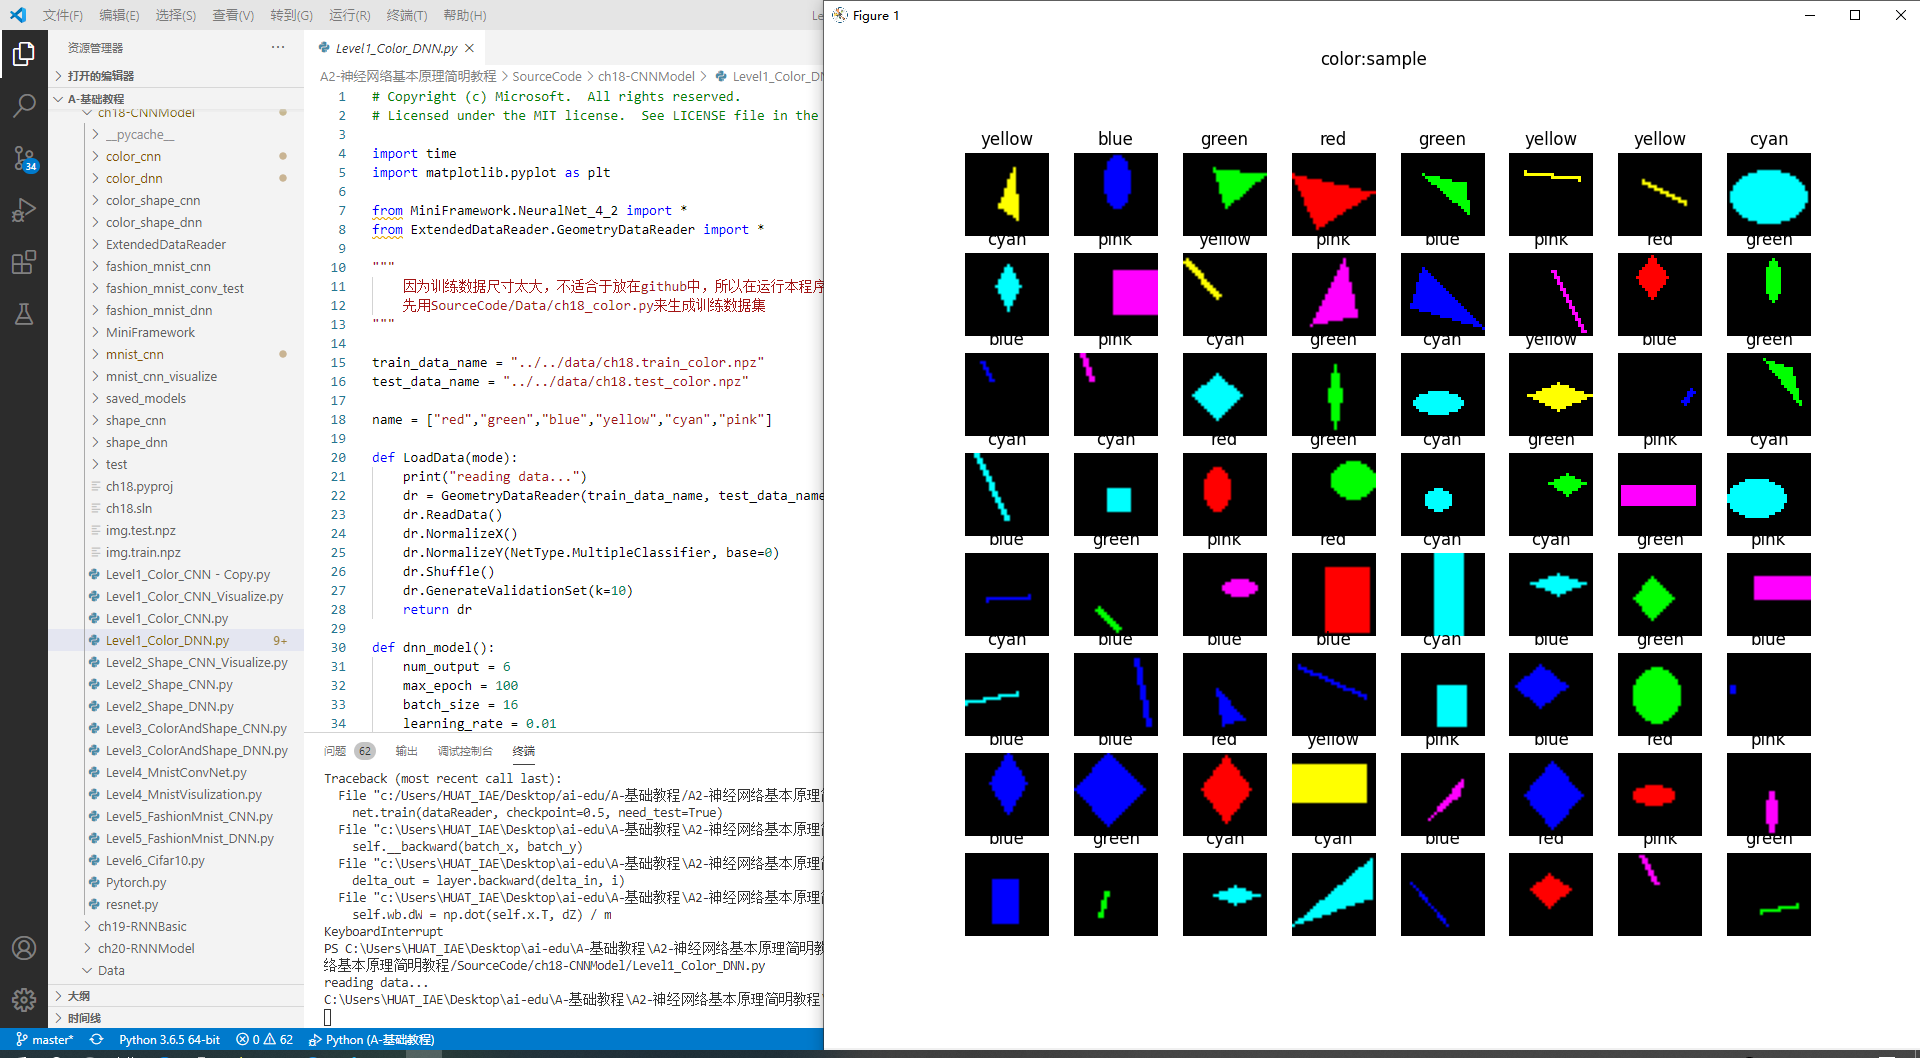 文件(F) 编辑(E) 选择(S) 查看(V) 转到(G) 运行(R) 终端(T) 帮助(H)
资源管理器
打开的编辑器
A-基础教程
ch18-CNNModel
__pycache__
color_cnn
color_dnn
color_shape_cnn
color_shape_dnn
ExtendedDataReader
fashion_mnist_cnn
fashion_mnist_conv_test
fashion_mnist_dnn
MiniFramework
mnist_cnn
mnist_cnn_visualize
saved_models
shape_cnn
shape_dnn
test
ch18.pyproj
ch18.sln
img.test.npz
img.train.npz
Level1_Color_CNN - Copy.py
Level1_Color_CNN_Visualize.py
Level1_Color_CNN.py
Level1_Color_DNN.py 9+
Level2_Shape_CNN_Visualize.py
Level2_Shape_CNN.py
Level2_Shape_DNN.py
Level3_ColorAndShape_CNN.py
Level3_ColorAndShape_DNN.py
Level4_MnistConvNet.py
Level4_MnistVisulization.py
Level5_FashionMnist_CNN.py
Level5_FashionMnist_DNN.py
Level6_Cifar10.py
Pytorch.py
resnet.py
ch19-RNNBasic
ch20-RNNModel
Data
大纲
时间线
34
Level1_Color_DNN.py
A2-神经网络基本原理简明教程 > SourceCode > ch18-CNNModel > Level1_Color_D
1 # Copyright (c) Microsoft.  All rights reserved.
2 # Licensed under the MIT license.  See LICENSE file in the
3
4 import time
5 import matplotlib.pyplot as plt
6
7 from MiniFramework.NeuralNet_4_2 import *
8 from ExtendedDataReader.GeometryDataReader import *
9
10 """
11 因为训练数据尺寸太大，不适合于放在github中，所以在运行本程序
12 先用SourceCode/Data/ch18_color.py来生成训练数据集
13 """
14
15 train_data_name = "../../data/ch18.train_color.npz"
16 test_data_name = "../../data/ch18.test_color.npz"
17
18 name = ["red","green","blue","yellow","cyan","pink"]
19
20 def LoadData(mode):
21 print("reading data...")
22 dr = GeometryDataReader(train_data_name, test_data_name
23 dr.ReadData()
24 dr.NormalizeX()
25 dr.NormalizeY(NetType.MultipleClassifier, base=0)
26 dr.Shuffle()
27 dr.GenerateValidationSet(k=10)
28 return dr
29
30 def dnn_model():
31 num_output = 6
32 max_epoch = 100
33 batch_size = 16
34 learning_rate = 0.01
问题 62 输出 调试控制台 终端
Traceback (most recent call last):
File "c:/Users/HUAT_IAE/Desktop/ai-edu/A-基础教程/A2-神经网络基本原理
net.train(dataReader, checkpoint=0.5, need_test=True)
File "c:\Users\HUAT_IAE\Desktop\ai-edu\A-基础教程\A2-神经网络基本原理
self.__backward(batch_x, batch_y)
File "c:\Users\HUAT_IAE\Desktop\ai-edu\A-基础教程\A2-神经网络基本原理
delta_out = layer.backward(delta_in, i)
File "c:\Users\HUAT_IAE\Desktop\ai-edu\A-基础教程\A2-神经网络基本原理
self.wb.dW = np.dot(self.x.T, dZ) / m
KeyboardInterrupt
PS C:\Users\HUAT_IAE\Desktop\ai-edu\A-基础教程\A2-神经网络基本原理简明
络基本原理简明教程/SourceCode/ch18-CNNModel/Level1_Color_DNN.py
reading data...
C:\Users\HUAT_IAE\Desktop\ai-edu\A-基础教程\A2-神经网络基本原理简明教程
master* Python 3.6.5 64-bit 0 62 Python (A-基础教程)
Figure 1
color:sample
yellow blue green red green yellow yellow cyan
cyan pink yellow pink blue pink red green
blue pink cyan green cyan yellow blue green
cyan cyan red green cyan green pink cyan
blue green pink red cyan cyan green pink
cyan blue blue blue cyan blue green blue
blue blue red yellow pink blue red pink
blue green cyan cyan blue red pink green